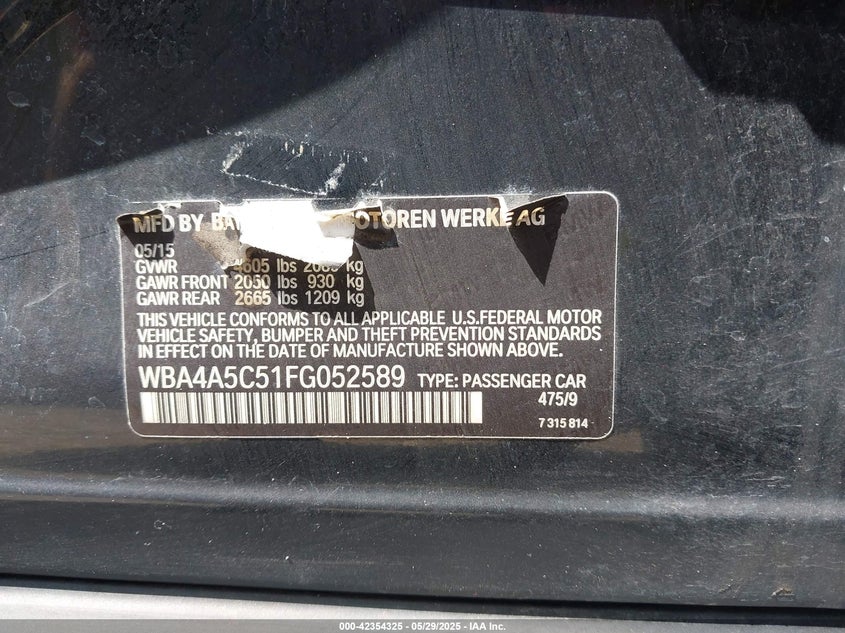 MFD BY MOTOREN WERKE AG
05/15
GVWR 4605 lbs kg
GAWR FRONT 2050 lbs 930 kg
GAWR REAR 2665 lbs 1209 kg
THIS VEHICLE CONFORMS TO ALL APPLICABLE U.S.FEDERAL MOTOR
VEHICLE SAFETY, BUMPER AND THEFT PREVENTION STANDARDS
IN EFFECT ON THE DATE OF MANUFACTURE SHOWN ABOVE.
WBA4A5C51FG052589 TYPE: PASSENGER CAR
475/9
7 315 814
000-42354325 - 05/29/2025 - IAA Inc.